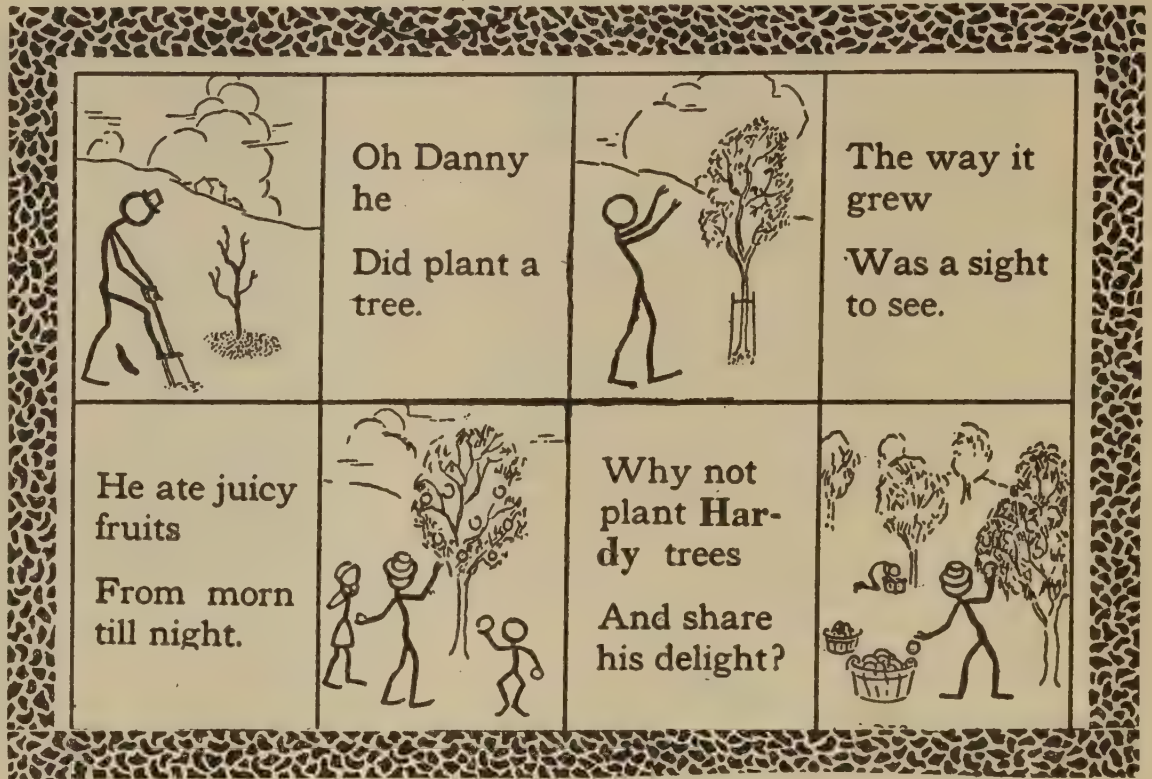 Oh Danny
he
Did plant a
tree.
The way it
grew
Was a sight
to see.
He ate juicy
fruits
From morn
till night.
Why not
plant Har-
dy trees
And share
his delight?